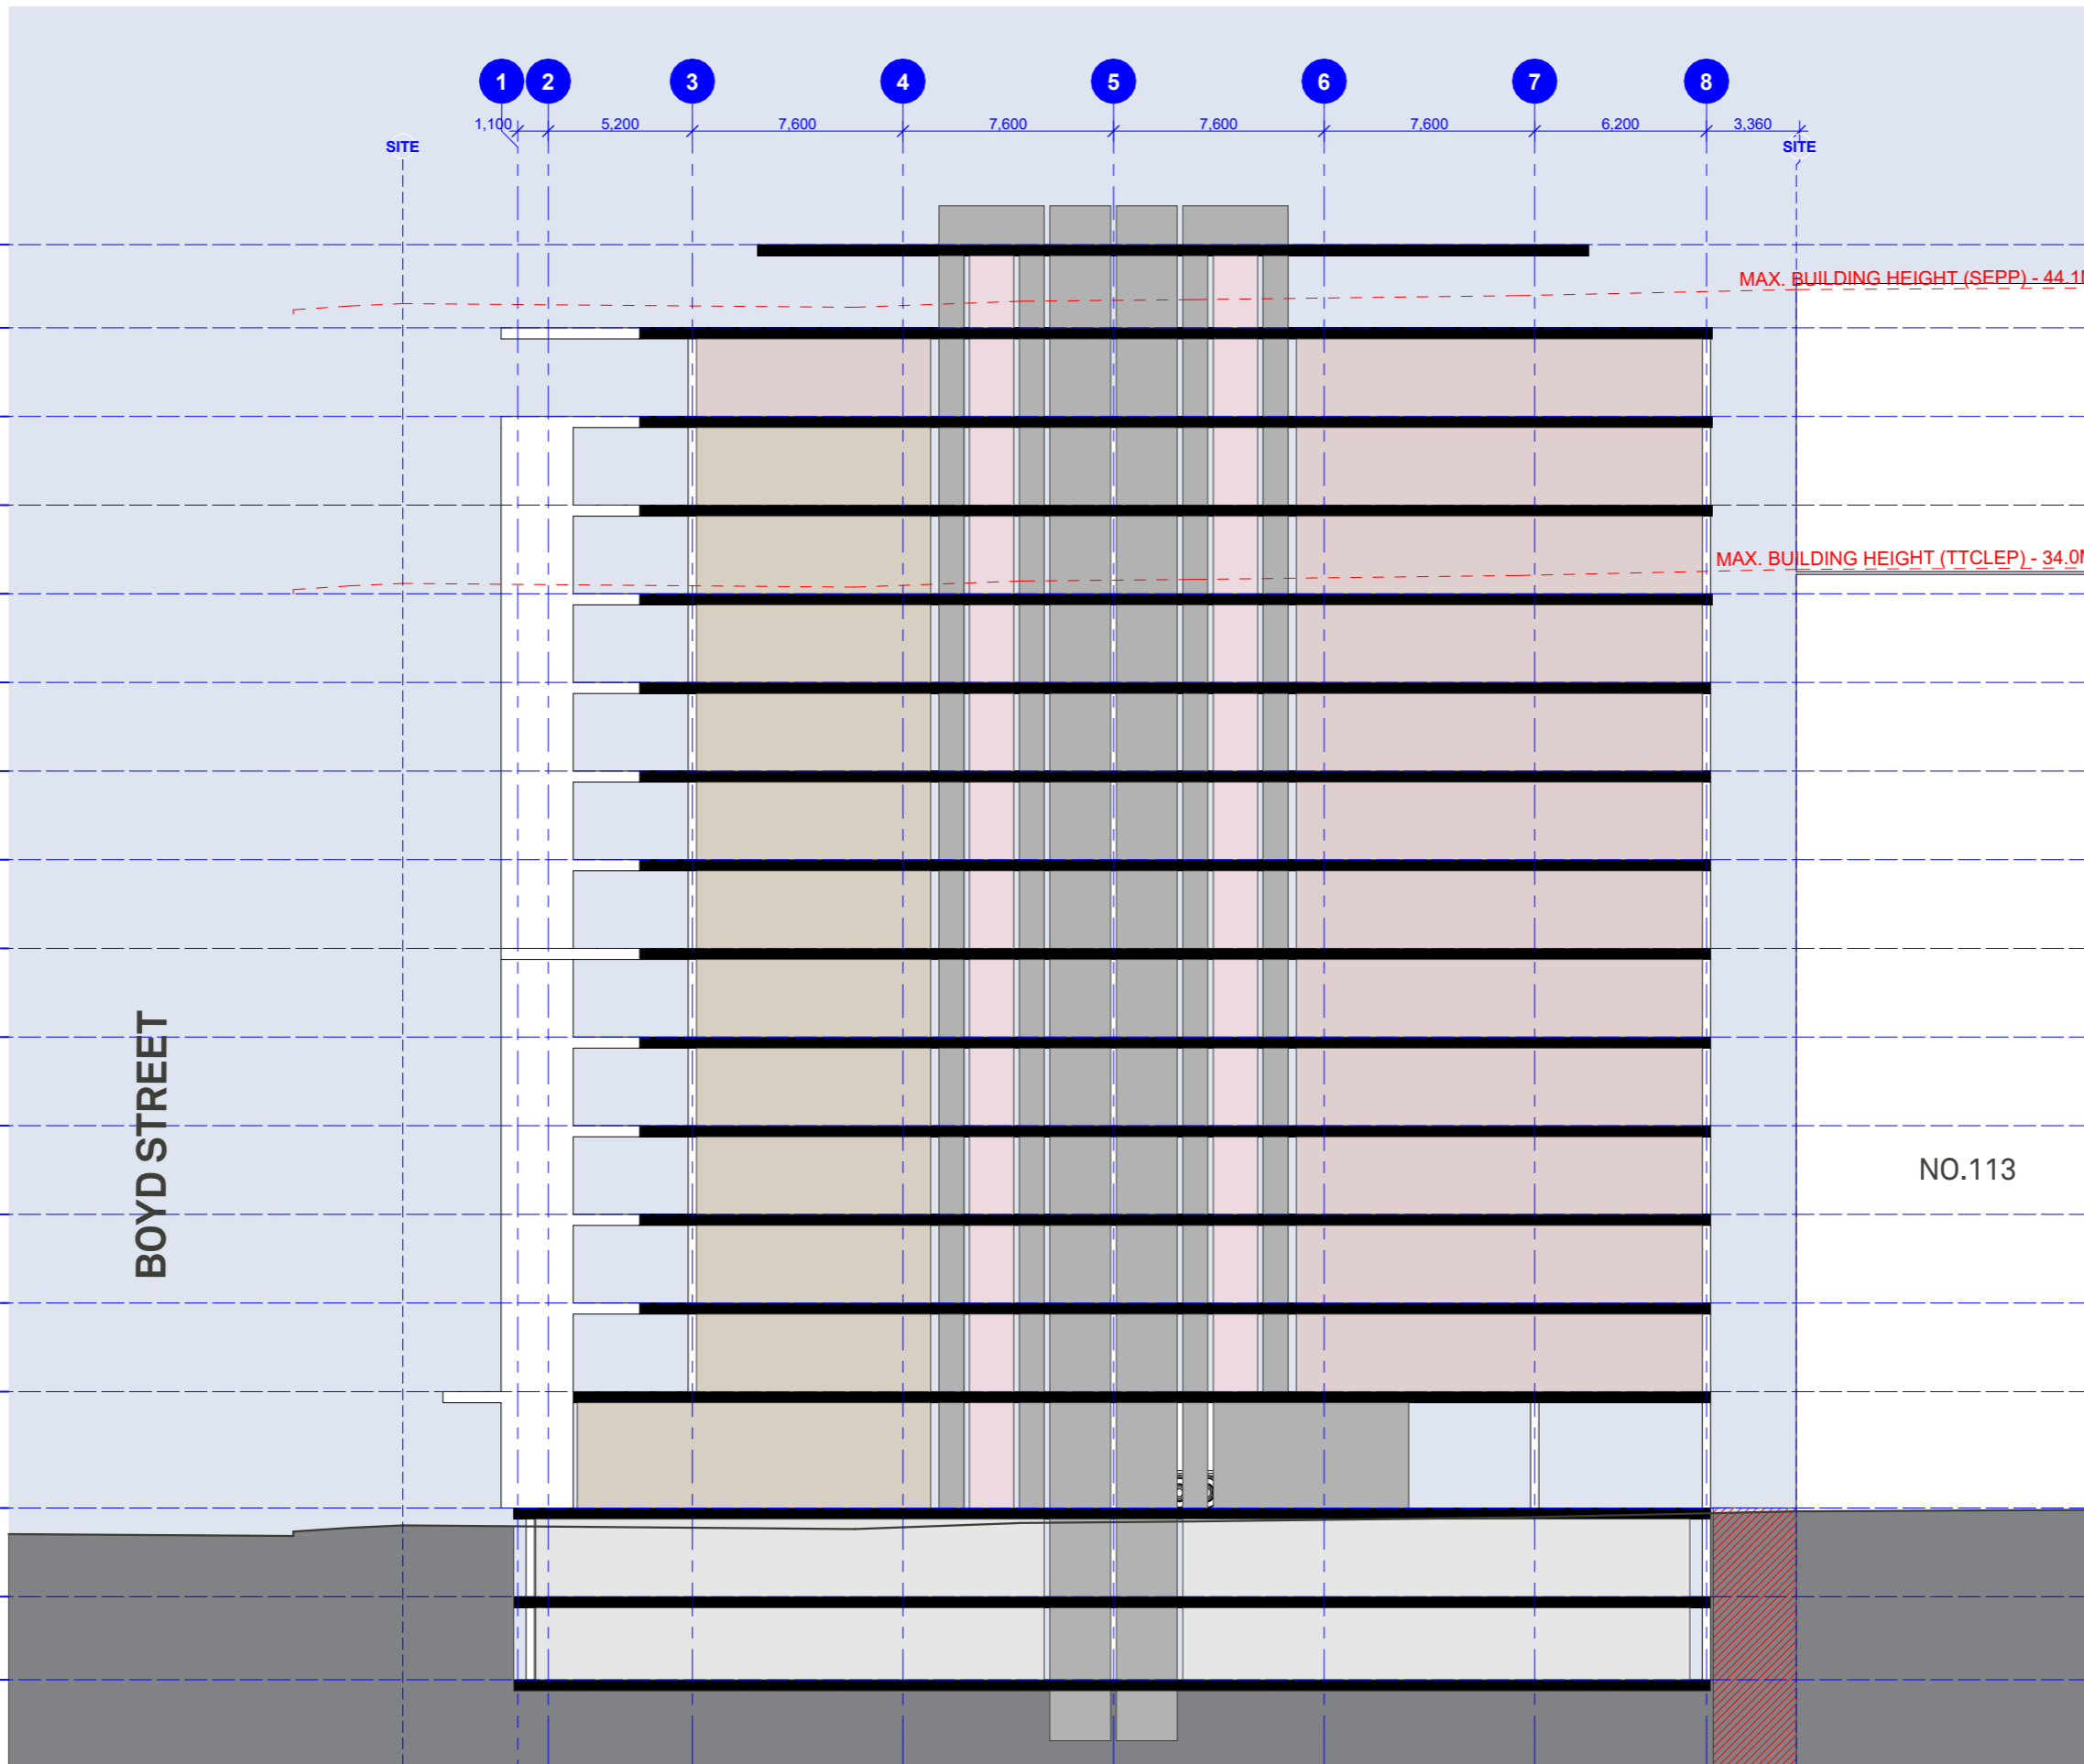 1 2 3 4 5 6 7 8
1,100 5,200 7,600 7,600 7,600 7,600 6,200 3,360
SITE SITE
MAX. BUILDING HEIGHT (SEPP) - 44.1
MAX. BUILDING HEIGHT (TTCLEP) - 34.0
BOYD STREET
NO.113